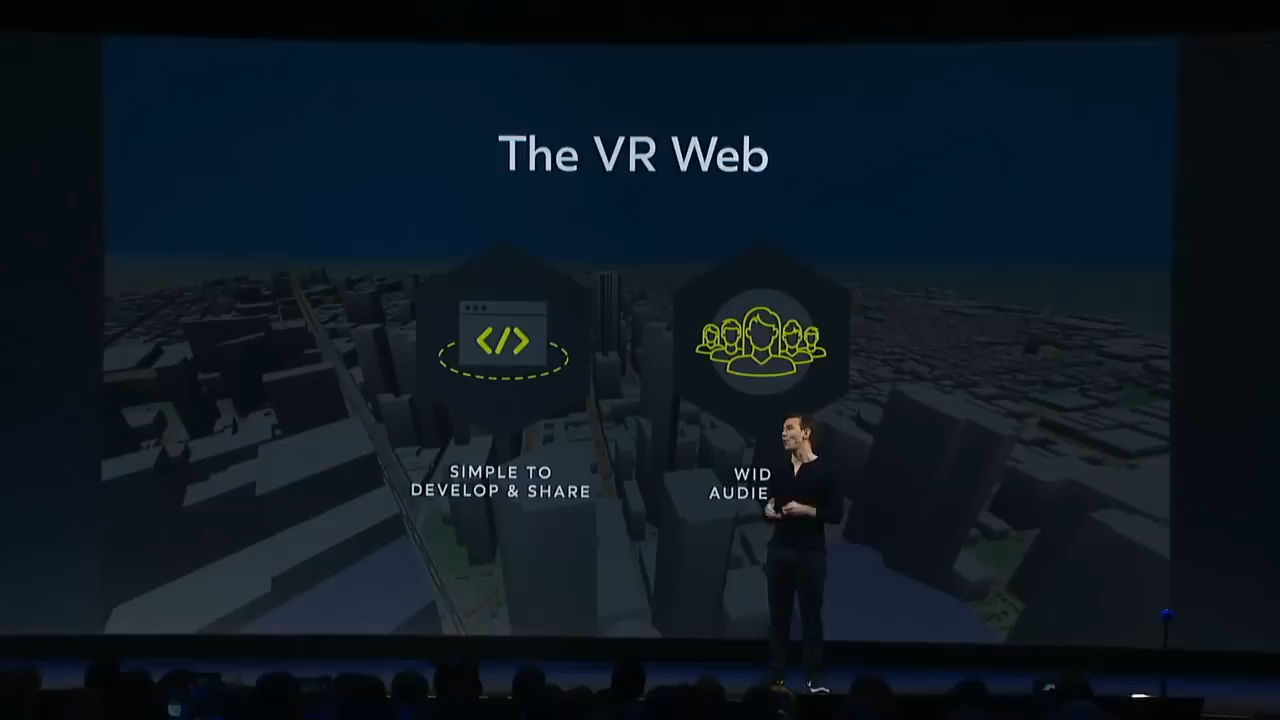 The VR Web
</>
SIMPLE TO
DEVELOP & SHARE
WID
AUDIE